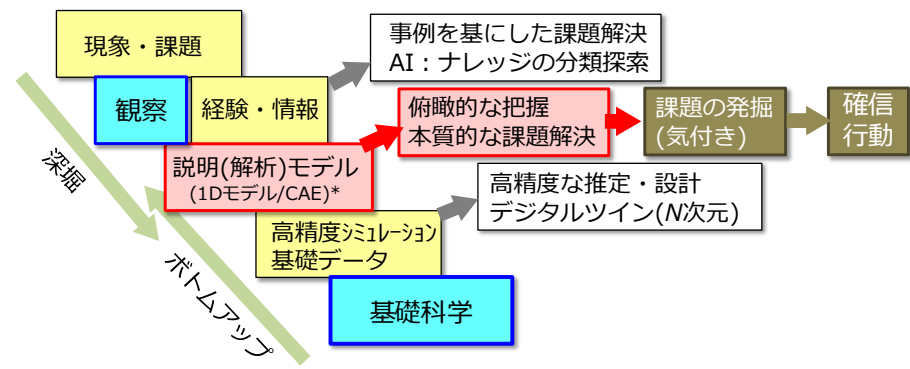 現象・課題
事例を基にした課題解決
AI：ナレッジの分類探索
観察
経験・情報
俯瞰的な把握
本質的な課題解決
課題の発掘
(気付き)
確信
行動
深堀
説明(解析)モデル
(1Dモデル/CAE)*
高精度な推定・設計
デジタルツイン(N次元)
高精度ｼﾐｭﾚｰｼｮﾝ
基礎データ
ボトムアップ
基礎科学